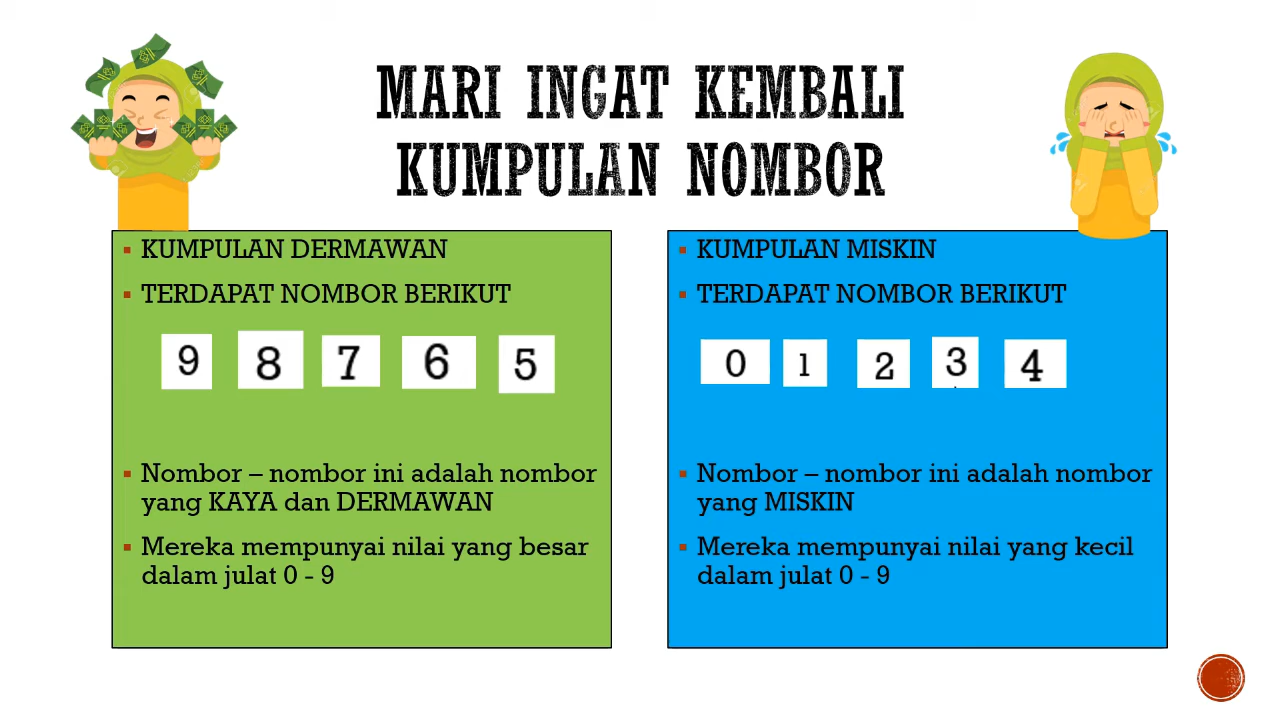 MARI INGAT KEMBALI
KUMPULAN NOMBOR
▪ KUMPULAN DERMAWAN
▪ TERDAPAT NOMBOR BERIKUT
9 8 7 6 5
▪ Nombor – nombor ini adalah nombor
yang KAYA dan DERMAWAN
▪ Mereka mempunyai nilai yang besar
dalam julat 0 - 9
▪ KUMPULAN MISKIN
▪ TERDAPAT NOMBOR BERIKUT
0 1 2 3 4
▪ Nombor – nombor ini adalah nombor
yang MISKIN
▪ Mereka mempunyai nilai yang kecil
dalam julat 0 - 9